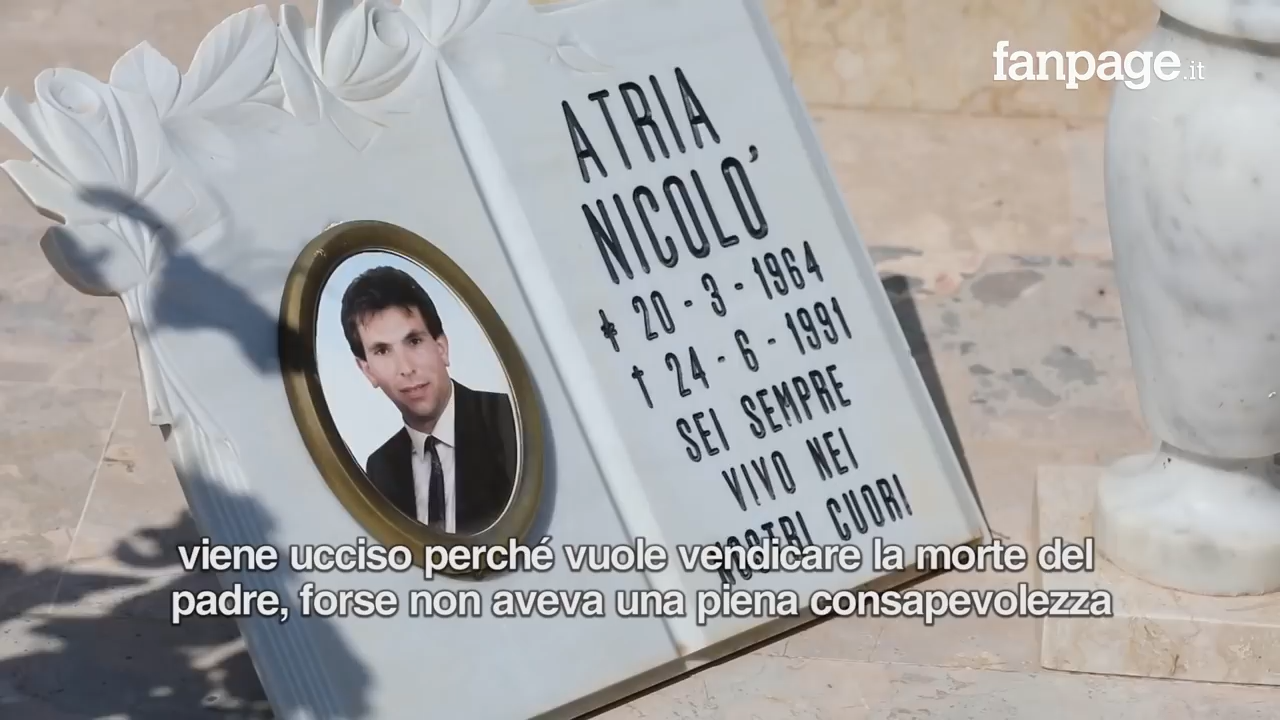 fanpage.it
ATRIA
NICOLO'
20 - 3 - 1964
† 24 - 6 - 1991
SEI SEMPRE
VIVO NEI
NOSTRI CUORI
viene ucciso perché vuole vendicare la morte del
padre, forse non aveva una piena consapevolezza